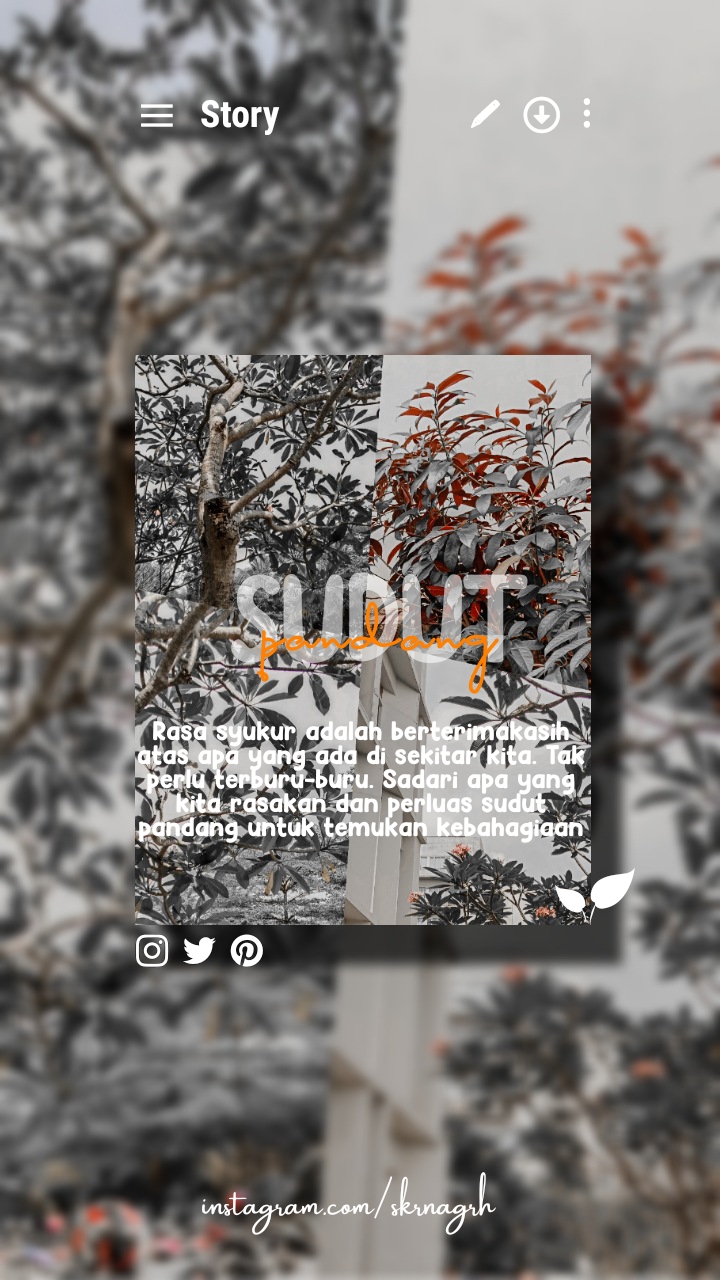 Story
SUDUT
pandang
Rasa syukur adalah berterimakasih
atas apa yang ada di sekitar kita. Tak
perlu terburu-buru. Sadari apa yang
kita rasakan dan perluas sudut
pandang untuk temukan kebahagiaan
instagram.com/skrnagrh